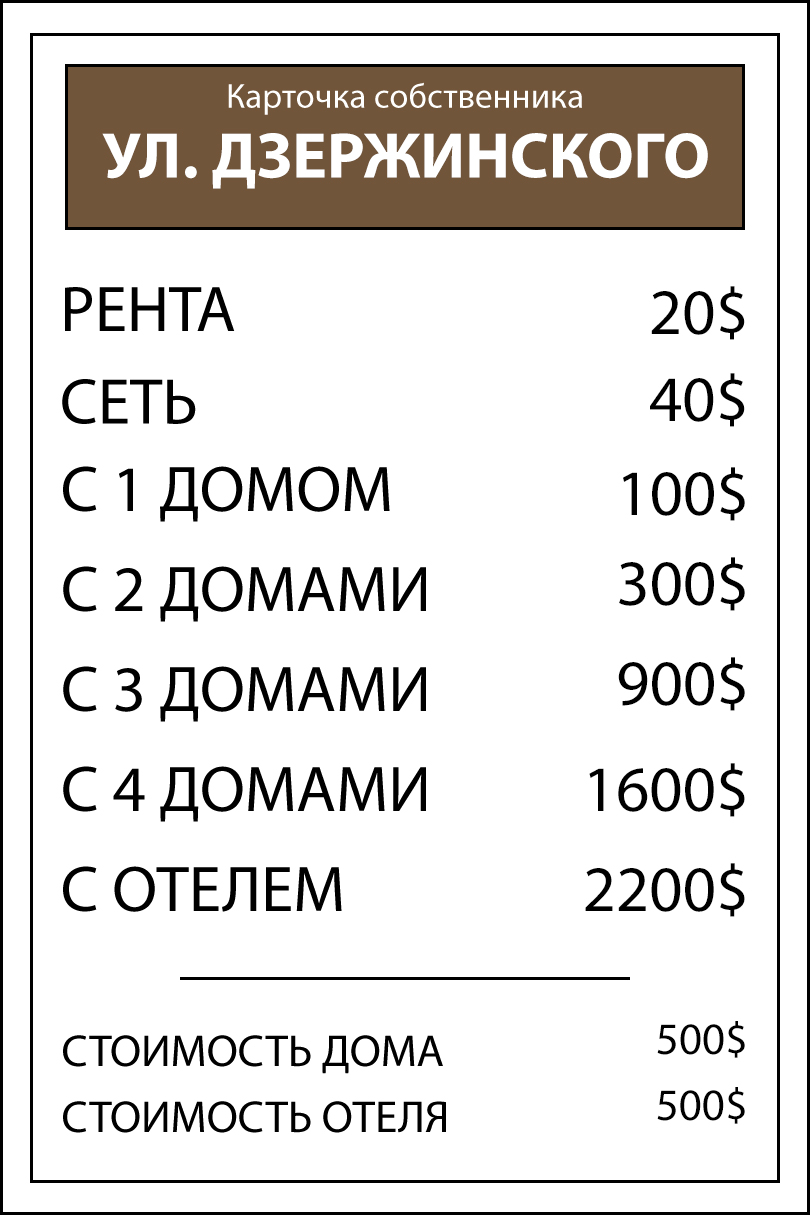 Карточка собственника
УЛ. ДЗЕРЖИНСКОГО
РЕНТА 20$
СЕТЬ 40$
С 1 ДОМОМ 100$
С 2 ДОМАМИ 300$
С 3 ДОМАМИ 900$
С 4 ДОМАМИ 1600$
С ОТЕЛЕМ 2200$
СТОИМОСТЬ ДОМА 500$
СТОИМОСТЬ ОТЕЛЯ 500$